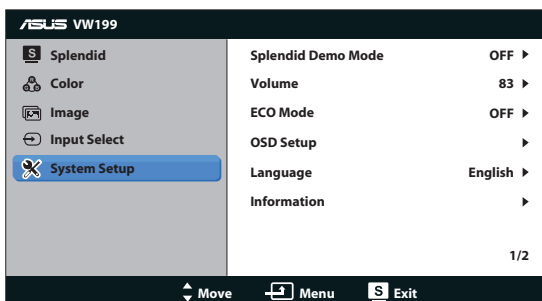 ASUS VW199
S Splendid
Color
Image
Input Select
System Setup
Splendid Demo Mode OFF
Volume 83
ECO Mode OFF
OSD Setup
Language English
Information
1/2
Move Menu S Exit